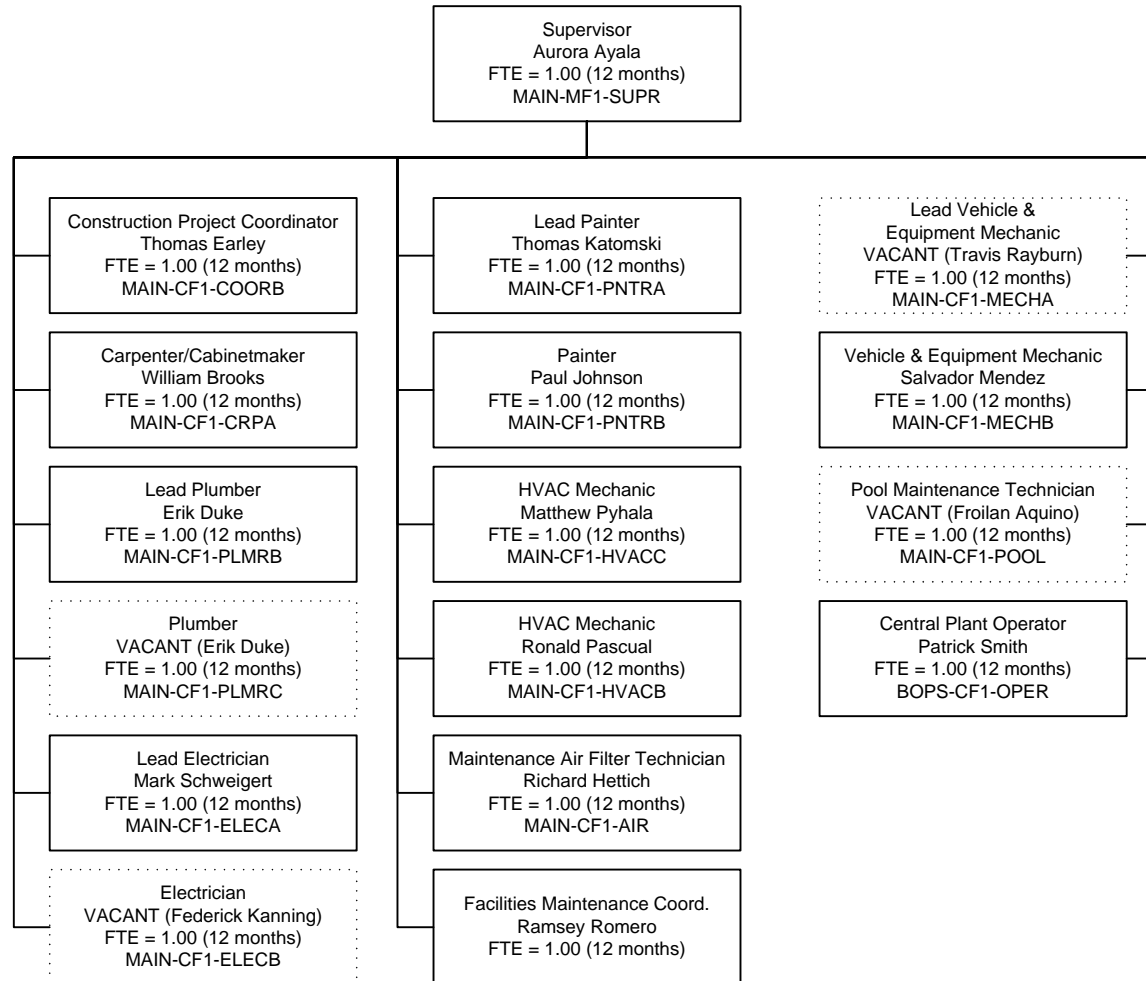 Supervisor
Aurora Ayala
FTE = 1.00 (12 months)
MAIN-MF1-SUPR
Construction Project Coordinator
Thomas Earley
FTE = 1.00 (12 months)
MAIN-CF1-COORB
Carpenter/Cabinetmaker
William Brooks
FTE = 1.00 (12 months)
MAIN-CF1-CRPA
Lead Plumber
Erik Duke
FTE = 1.00 (12 months)
MAIN-CF1-PLMRB
Plumber
VACANT (Erik Duke)
FTE = 1.00 (12 months)
MAIN-CF1-PLMRC
Lead Electrician
Mark Schweigert
FTE = 1.00 (12 months)
MAIN-CF1-ELECA
Electrician
VACANT (Federick Kanning)
FTE = 1.00 (12 months)
MAIN-CF1-ELECB
Lead Painter
Thomas Katomski
FTE = 1.00 (12 months)
MAIN-CF1-PNTRA
Painter
Paul Johnson
FTE = 1.00 (12 months)
MAIN-CF1-PNTRB
HVAC Mechanic
Matthew Pyhala
FTE = 1.00 (12 months)
MAIN-CF1-HVACC
HVAC Mechanic
Ronald Pascual
FTE = 1.00 (12 months)
MAIN-CF1-HVACB
Maintenance Air Filter Technician
Richard Hettich
FTE = 1.00 (12 months)
MAIN-CF1-AIR
Facilities Maintenance Coord.
Ramsey Romero
FTE = 1.00 (12 months)
Lead Vehicle &
Equipment Mechanic
VACANT (Travis Rayburn)
FTE = 1.00 (12 months)
MAIN-CF1-MECHA
Vehicle & Equipment Mechanic
Salvador Mendez
FTE = 1.00 (12 months)
MAIN-CF1-MECHB
Pool Maintenance Technician
VACANT (Froilan Aquino)
FTE = 1.00 (12 months)
MAIN-CF1-POOL
Central Plant Operator
Patrick Smith
FTE = 1.00 (12 months)
BOPS-CF1-OPER